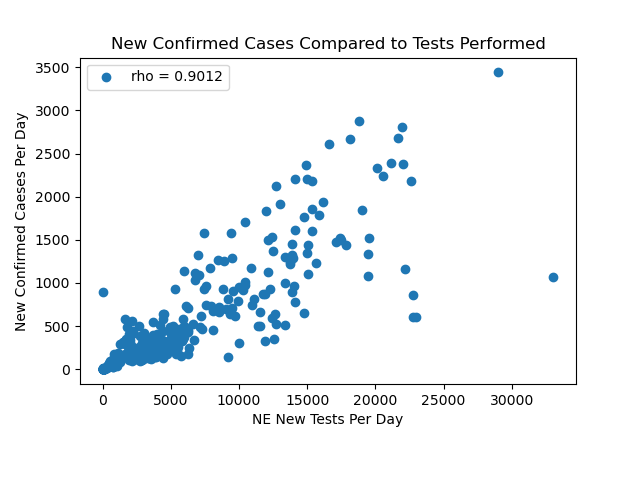 New Confirmed Cases Compared to Tests Performed
rho = 0.9012
New Confirmed Caeses Per Day
3500
3000
2500
2000
1500
1000
500
0
0 5000 10000 15000 20000 25000 30000
NE New Tests Per Day